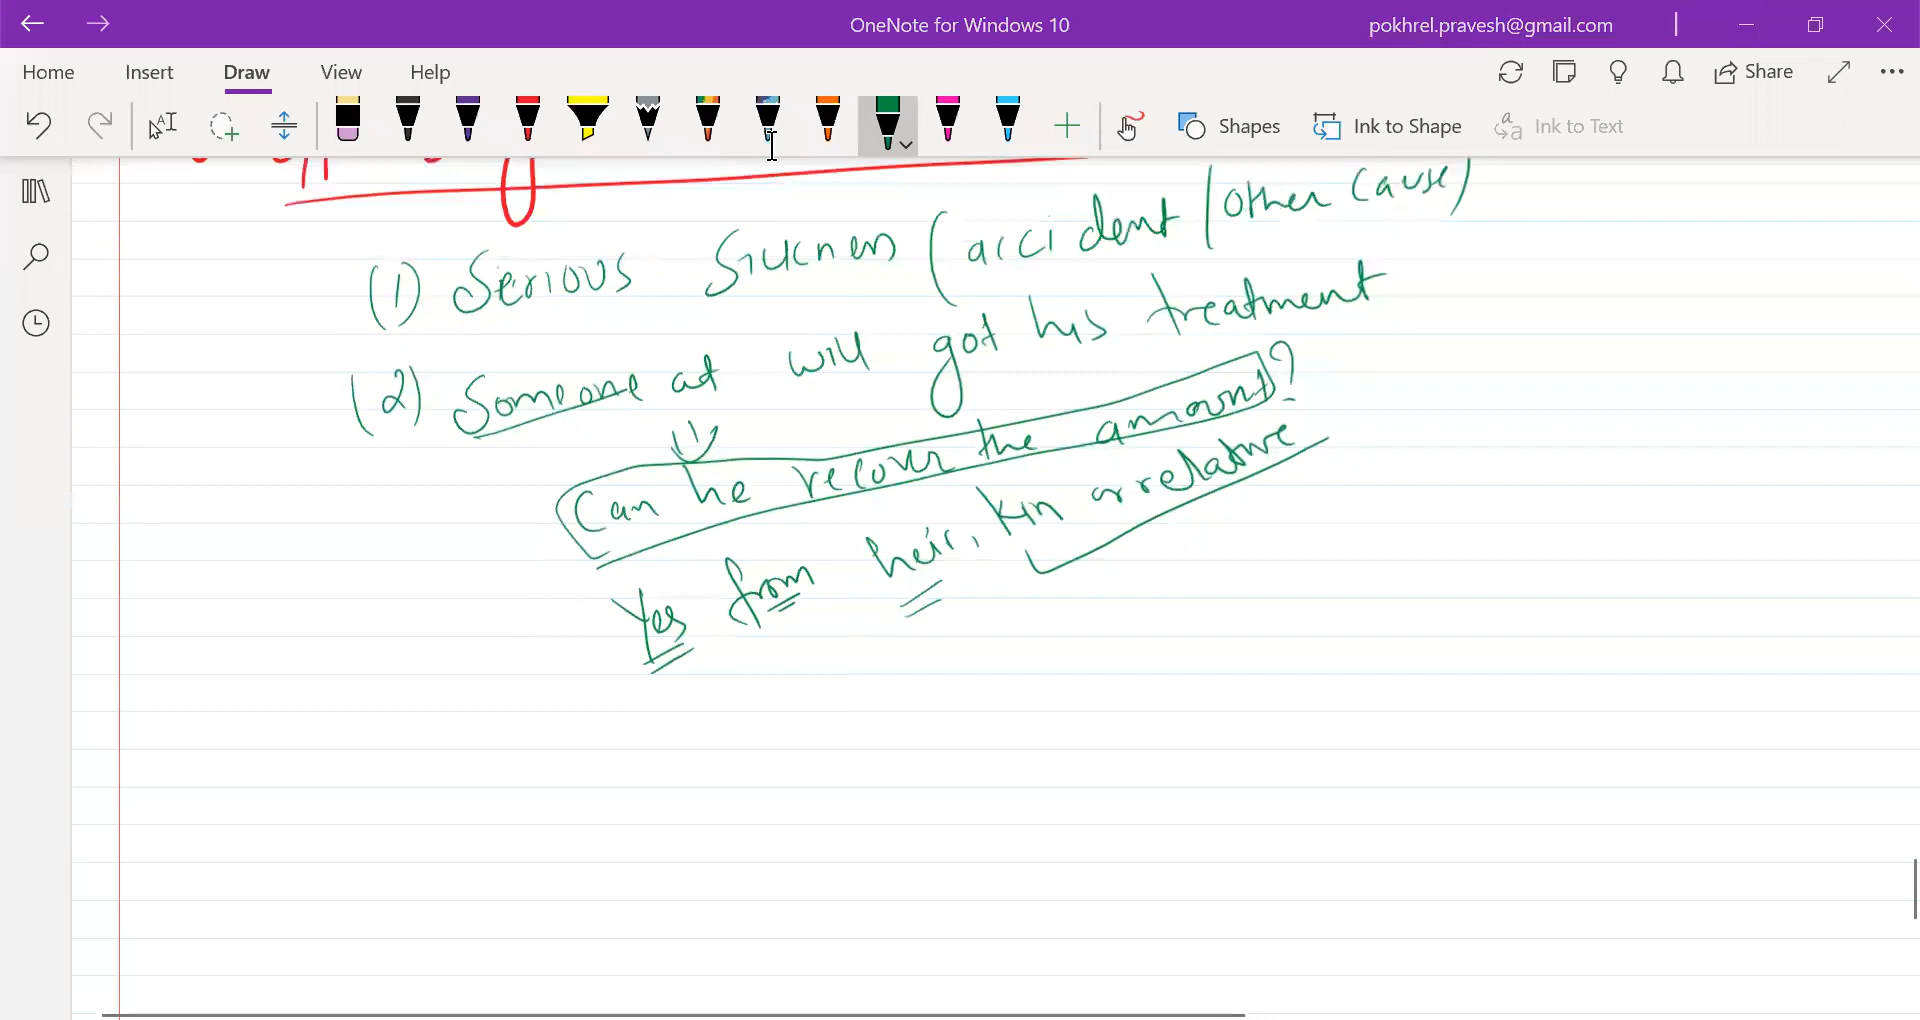 OneNote for Windows 10 pokhrel.pravesh@gmail.com
Home Insert Draw View Help Share
Shapes Ink to Shape Ink to Text
(1) Serious Sickness (accident / other cause)
(2) Someone at will got his treatment
Can he recover the amount?
Yes from heir, kin or relative